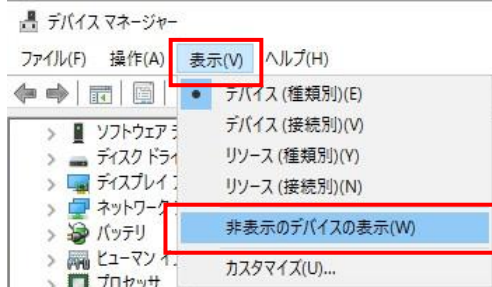 デバイス マネージャー
ファイル(F) 操作(A) 表示(V) ヘルプ(H)
デバイス (種類別)(E)
デバイス (接続別)(V)
リソース (種類別)(Y)
リソース (接続別)(N)
非表示のデバイスの表示(W)
カスタマイズ(U)...
ソフトウェア
ディスク ドライ
ディスプレイ
ネットワーク
バッテリ
ヒューマン
プロセッサ